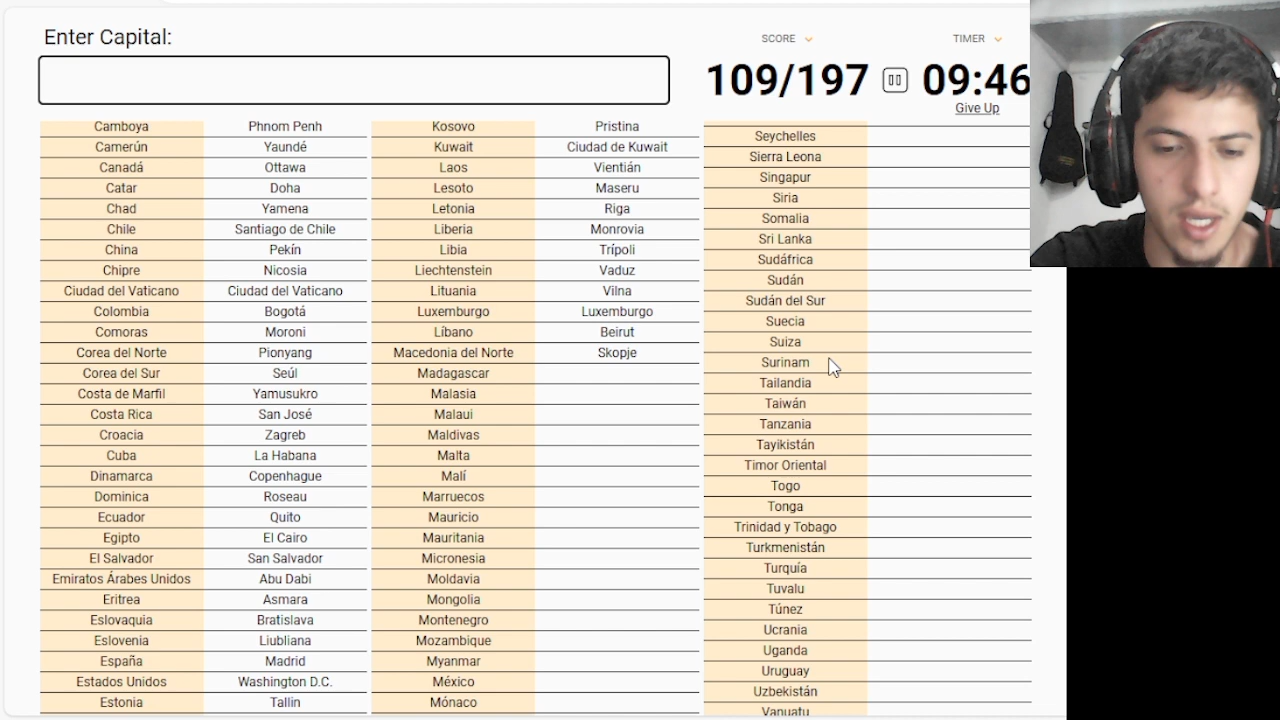 Enter Capital:
SCORE
TIMER
109/197
09:46
Give Up
Camboya Phnom Penh
Camerún Yaundé
Canadá Ottawa
Catar Doha
Chad Yamena
Chile Santiago de Chile
China Pekín
Chipre Nicosia
Ciudad del Vaticano Ciudad del Vaticano
Colombia Bogotá
Comoras Moroni
Corea del Norte Pionyang
Corea del Sur Seúl
Costa de Marfil Yamusukro
Costa Rica San José
Croacia Zagreb
Cuba La Habana
Dinamarca Copenhague
Dominica Roseau
Ecuador Quito
Egipto El Cairo
El Salvador San Salvador
Emiratos Árabes Unidos Abu Dabi
Eritrea Asmara
Eslovaquia Bratislava
Eslovenia Liubliana
España Madrid
Estados Unidos Washington D.C.
Estonia Tallin
Kosovo Pristina
Kuwait Ciudad de Kuwait
Laos Vientián
Lesoto Maseru
Letonia Riga
Liberia Monrovia
Libia Trípoli
Liechtenstein Vaduz
Lituania Vilna
Luxemburgo Luxemburgo
Líbano Beirut
Macedonia del Norte Skopje
Madagascar
Malasia
Malaui
Maldivas
Malta
Malí
Marruecos
Mauricio
Mauritania
Micronesia
Moldavia
Mongolia
Montenegro
Mozambique
Myanmar
México
Mónaco
Seychelles
Sierra Leona
Singapur
Siria
Somalia
Sri Lanka
Sudáfrica
Sudán
Sudán del Sur
Suecia
Suiza
Surinam
Tailandia
Taiwán
Tanzania
Tayikistán
Timor Oriental
Togo
Tonga
Trinidad y Tobago
Turkmenistán
Turquía
Tuvalu
Túnez
Ucrania
Uganda
Uruguay
Uzbekistán
Vanuatu